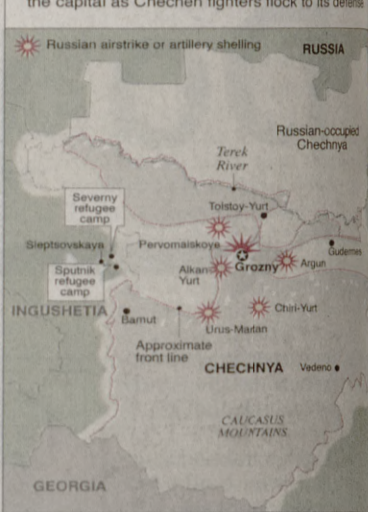 the capital as Chechen fighters flock to its defense
Russian airstrike or artillery shelling
RUSSIA
Russian-occupied
Chechnya
Terek
River
Severny
refugee
camp
Tolstoy-Yurt
Sleptsovskaya
Pervomaiskoye
Gudermes
Sputnik
refugee
camp
Alkan
Yurt
Grozny
Argun
INGUSHETIA
Bamut
Chiri-Yurt
Urus-Martan
Approximate
front line
CHECHNYA
Vedeno
CAUCASUS
MOUNTAINS
GEORGIA